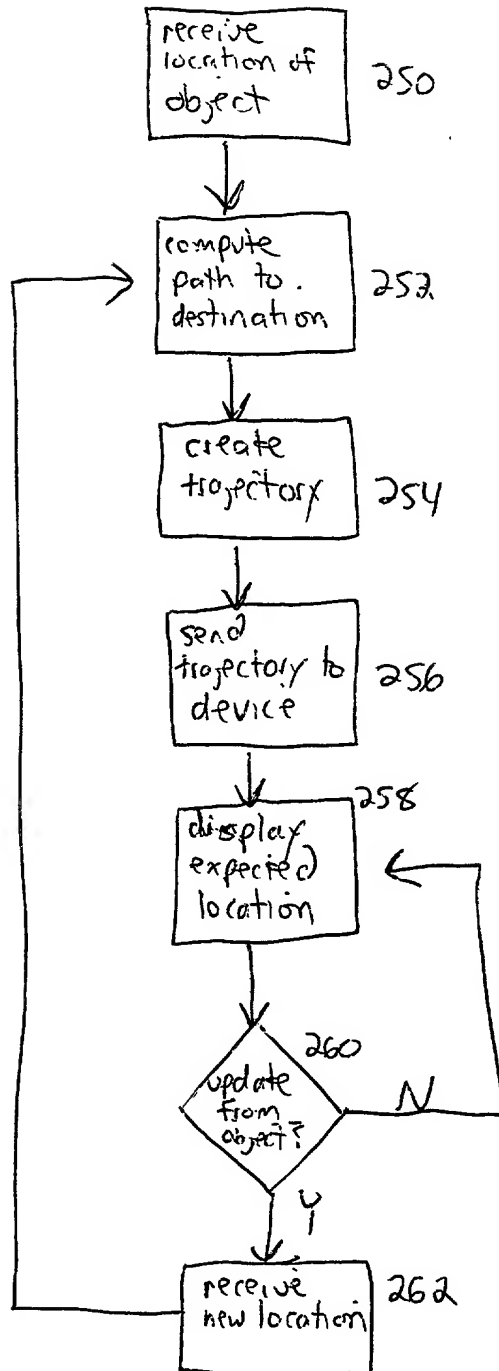 receive
location of
object
250
compute
path to.
destination
252
create
trajectory
254
send
trajectory to
device
256
258
display
expected
location
260
update
from
object?
N
Y
receive
new location
262